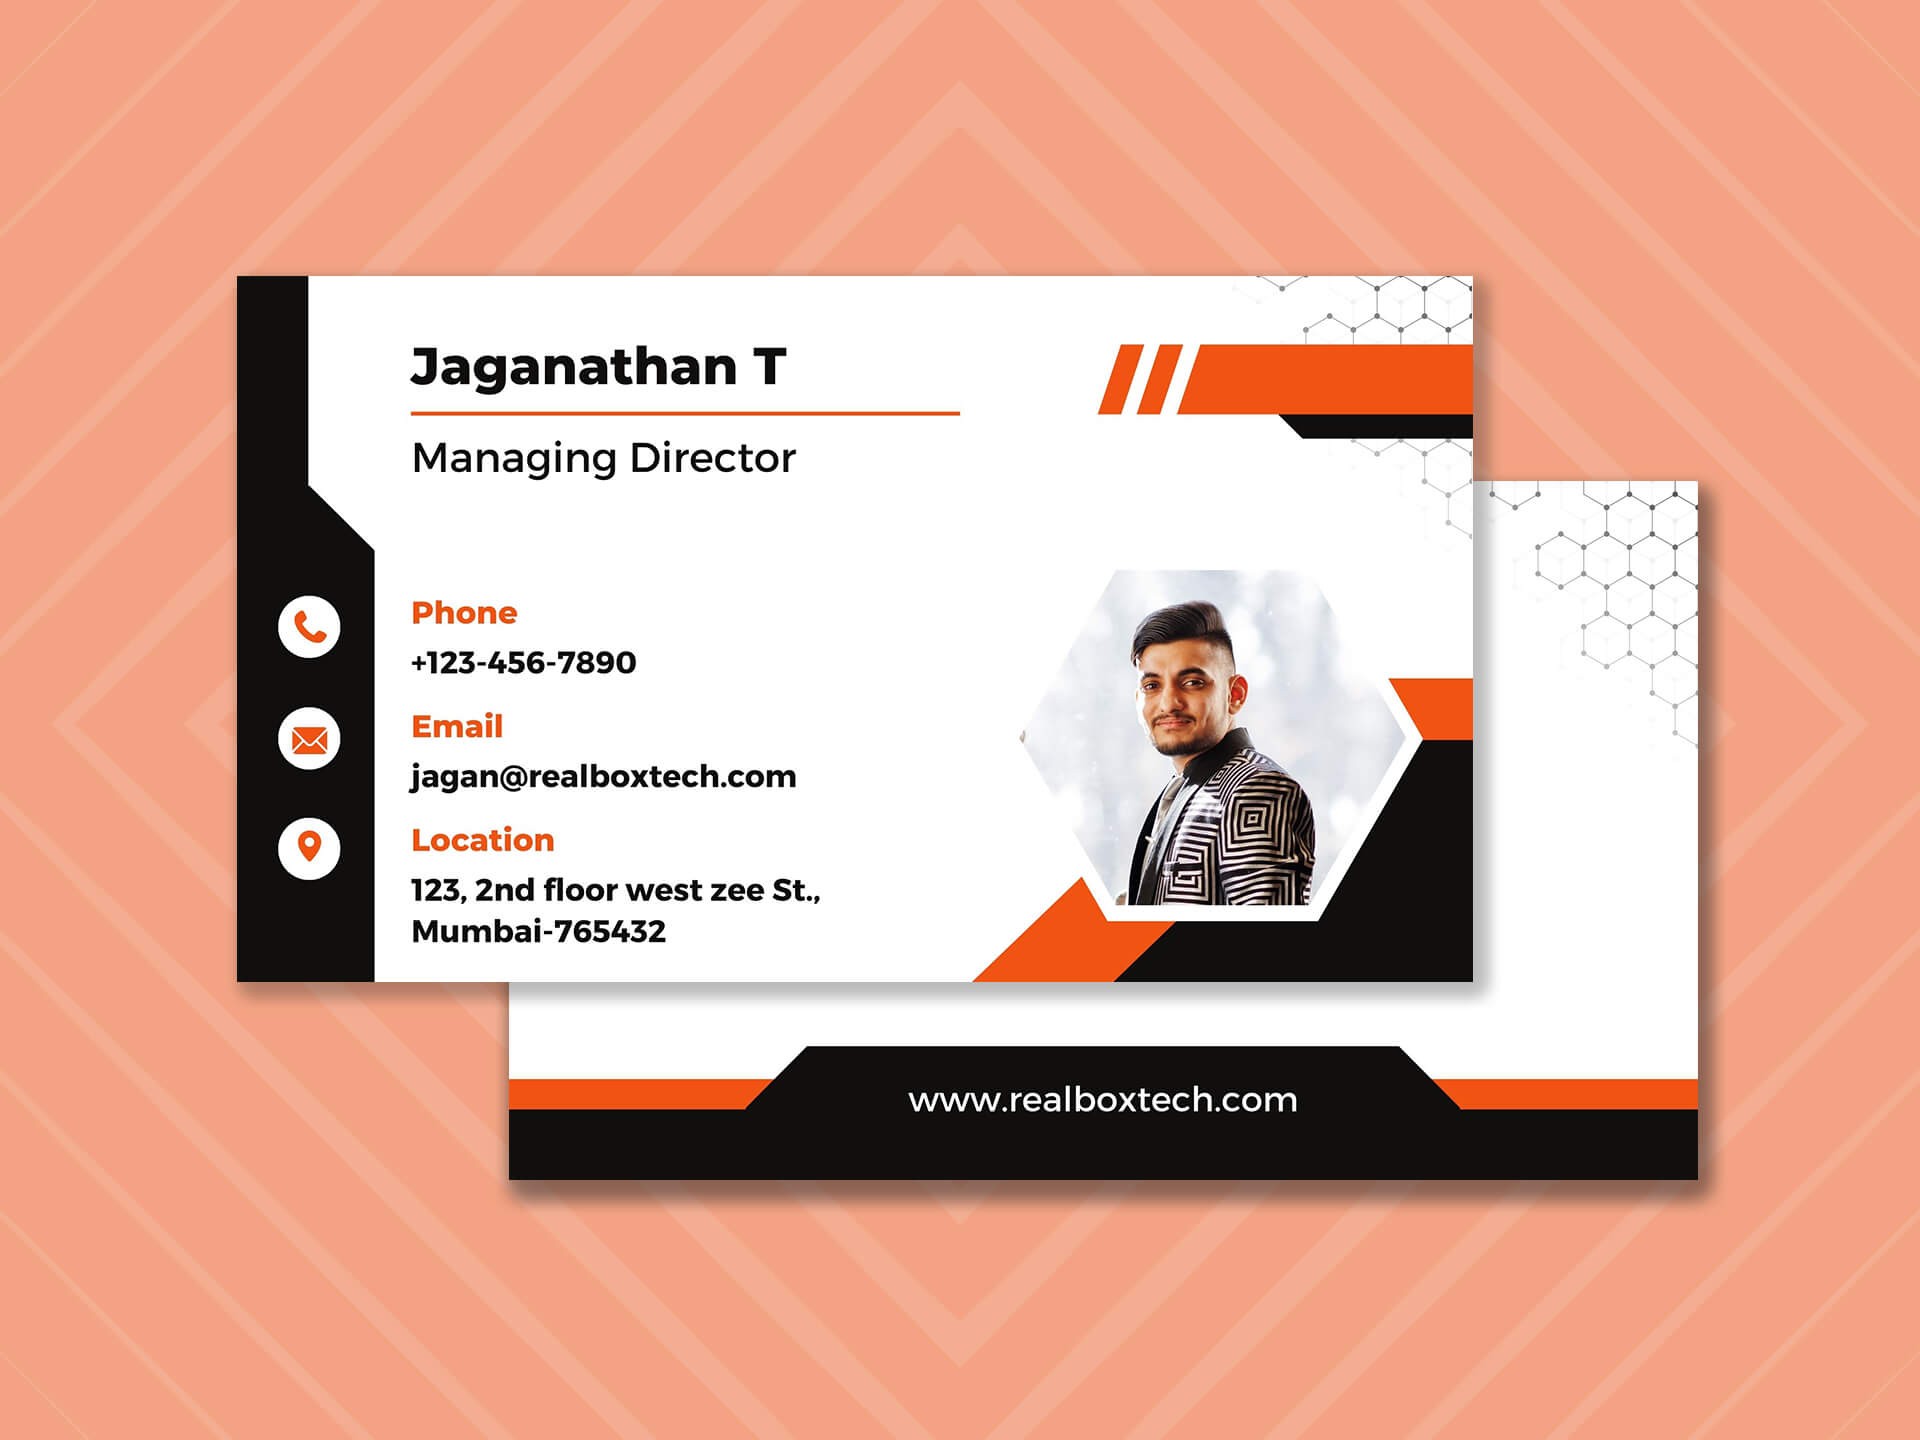 Jaganathan T
Managing Director
Phone
+123-456-7890
Email
jagan@realboxtech.com
Location
123, 2nd floor west zee St.,
Mumbai-765432
www.realboxtech.com